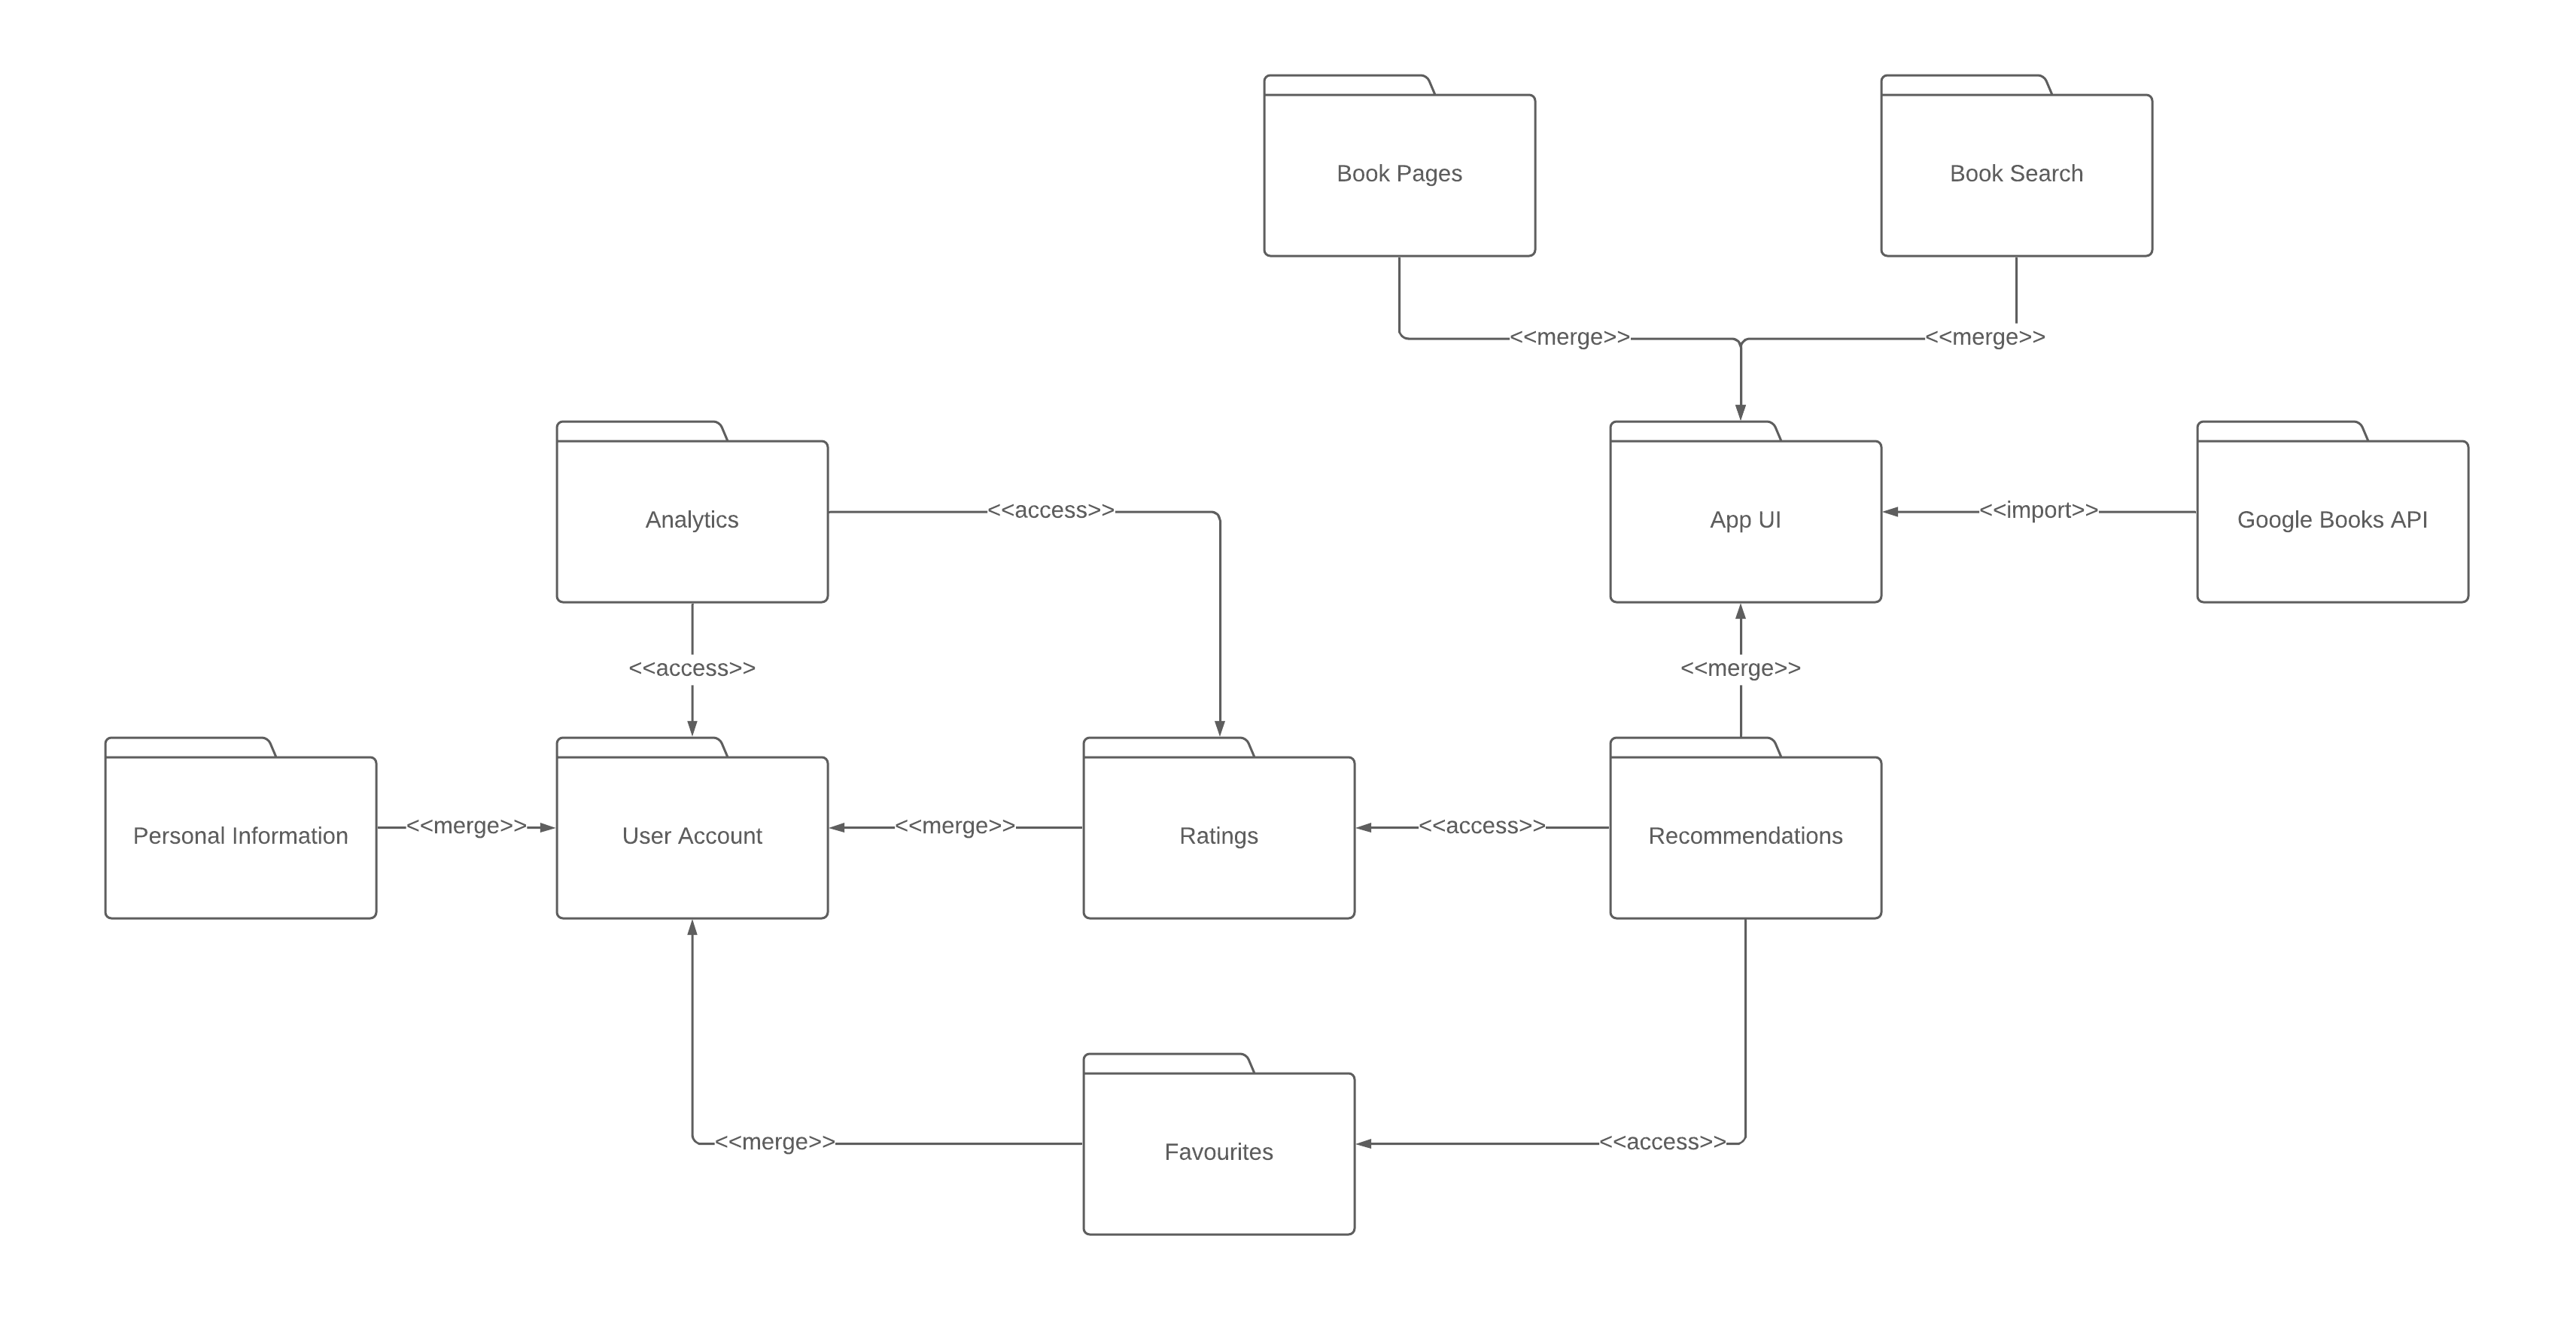 Book Pages
Book Search
<<merge>>
<<merge>>
Analytics
<<access>>
App UI
<<import>>
Google Books API
<<access>>
<<merge>>
Personal Information
<<merge>>
User Account
<<merge>>
Ratings
<<access>>
Recommendations
<<merge>>
Favourites
<<access>>